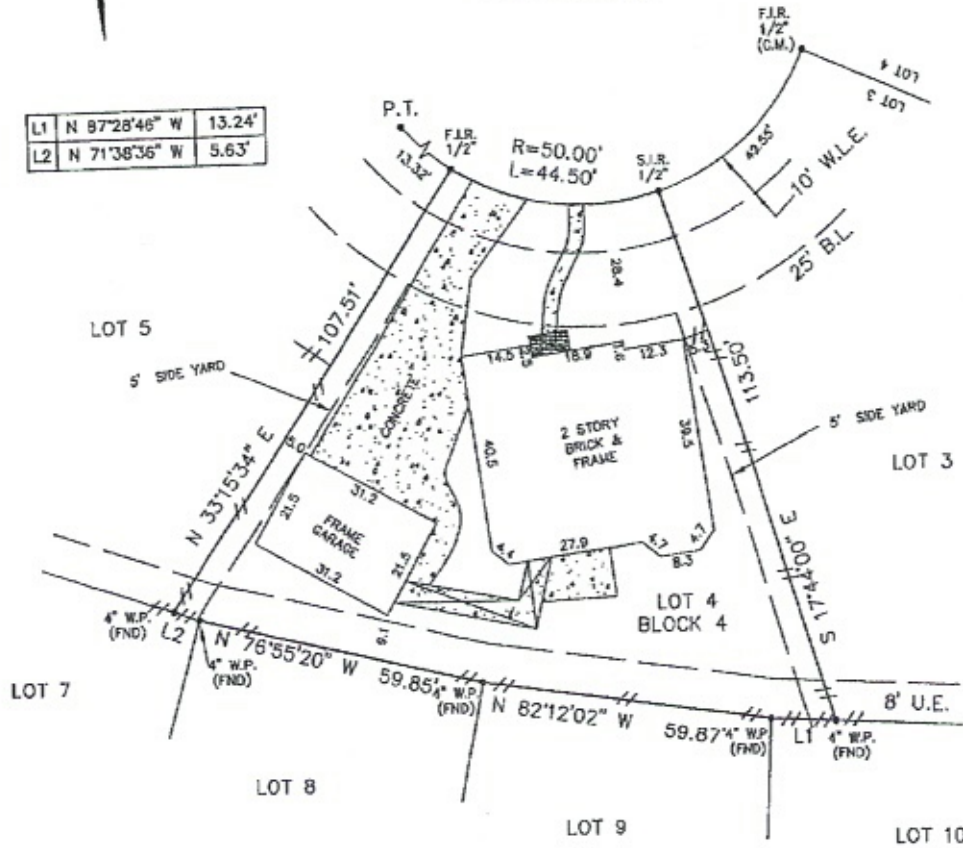 F.I.R.
1/2"
(C.M.)
LOT 4
LOT 3
L1 N 87°28'46" W 13.24'
L2 N 71°38'36" W 5.63'
P.T.
13.32'
F.I.R.
1/2"
R=50.00'
L=44.50'
S.I.R.
1/2"
42.55'
10' W.L.E.
25' B.L.
28.4
LOT 5
107.51'
5' SIDE YARD
N 33°15'34" E
CONCRETE
14.5
18.9
12.3
113.50'
5' SIDE YARD
2 STORY
BRICK &
FRAME
40.5
39.5
LOT 3
5.0
31.2
21.5
FRAME
GARAGE
21.5
31.2
4.4
27.9
4.7
8.3
4.7
S 17°44'00" E
LOT 4
BLOCK 4
9.1
4" W.P.
(FND)
L2
N 76°55'20" W 59.85'
4" W.P.
(FND)
4" W.P.
(FND)
N 82°12'02" W 59.87'
4" W.P.
(FND)
L1
4" W.P.
(FND)
8' U.E.
LOT 7
LOT 8
LOT 9
LOT 10